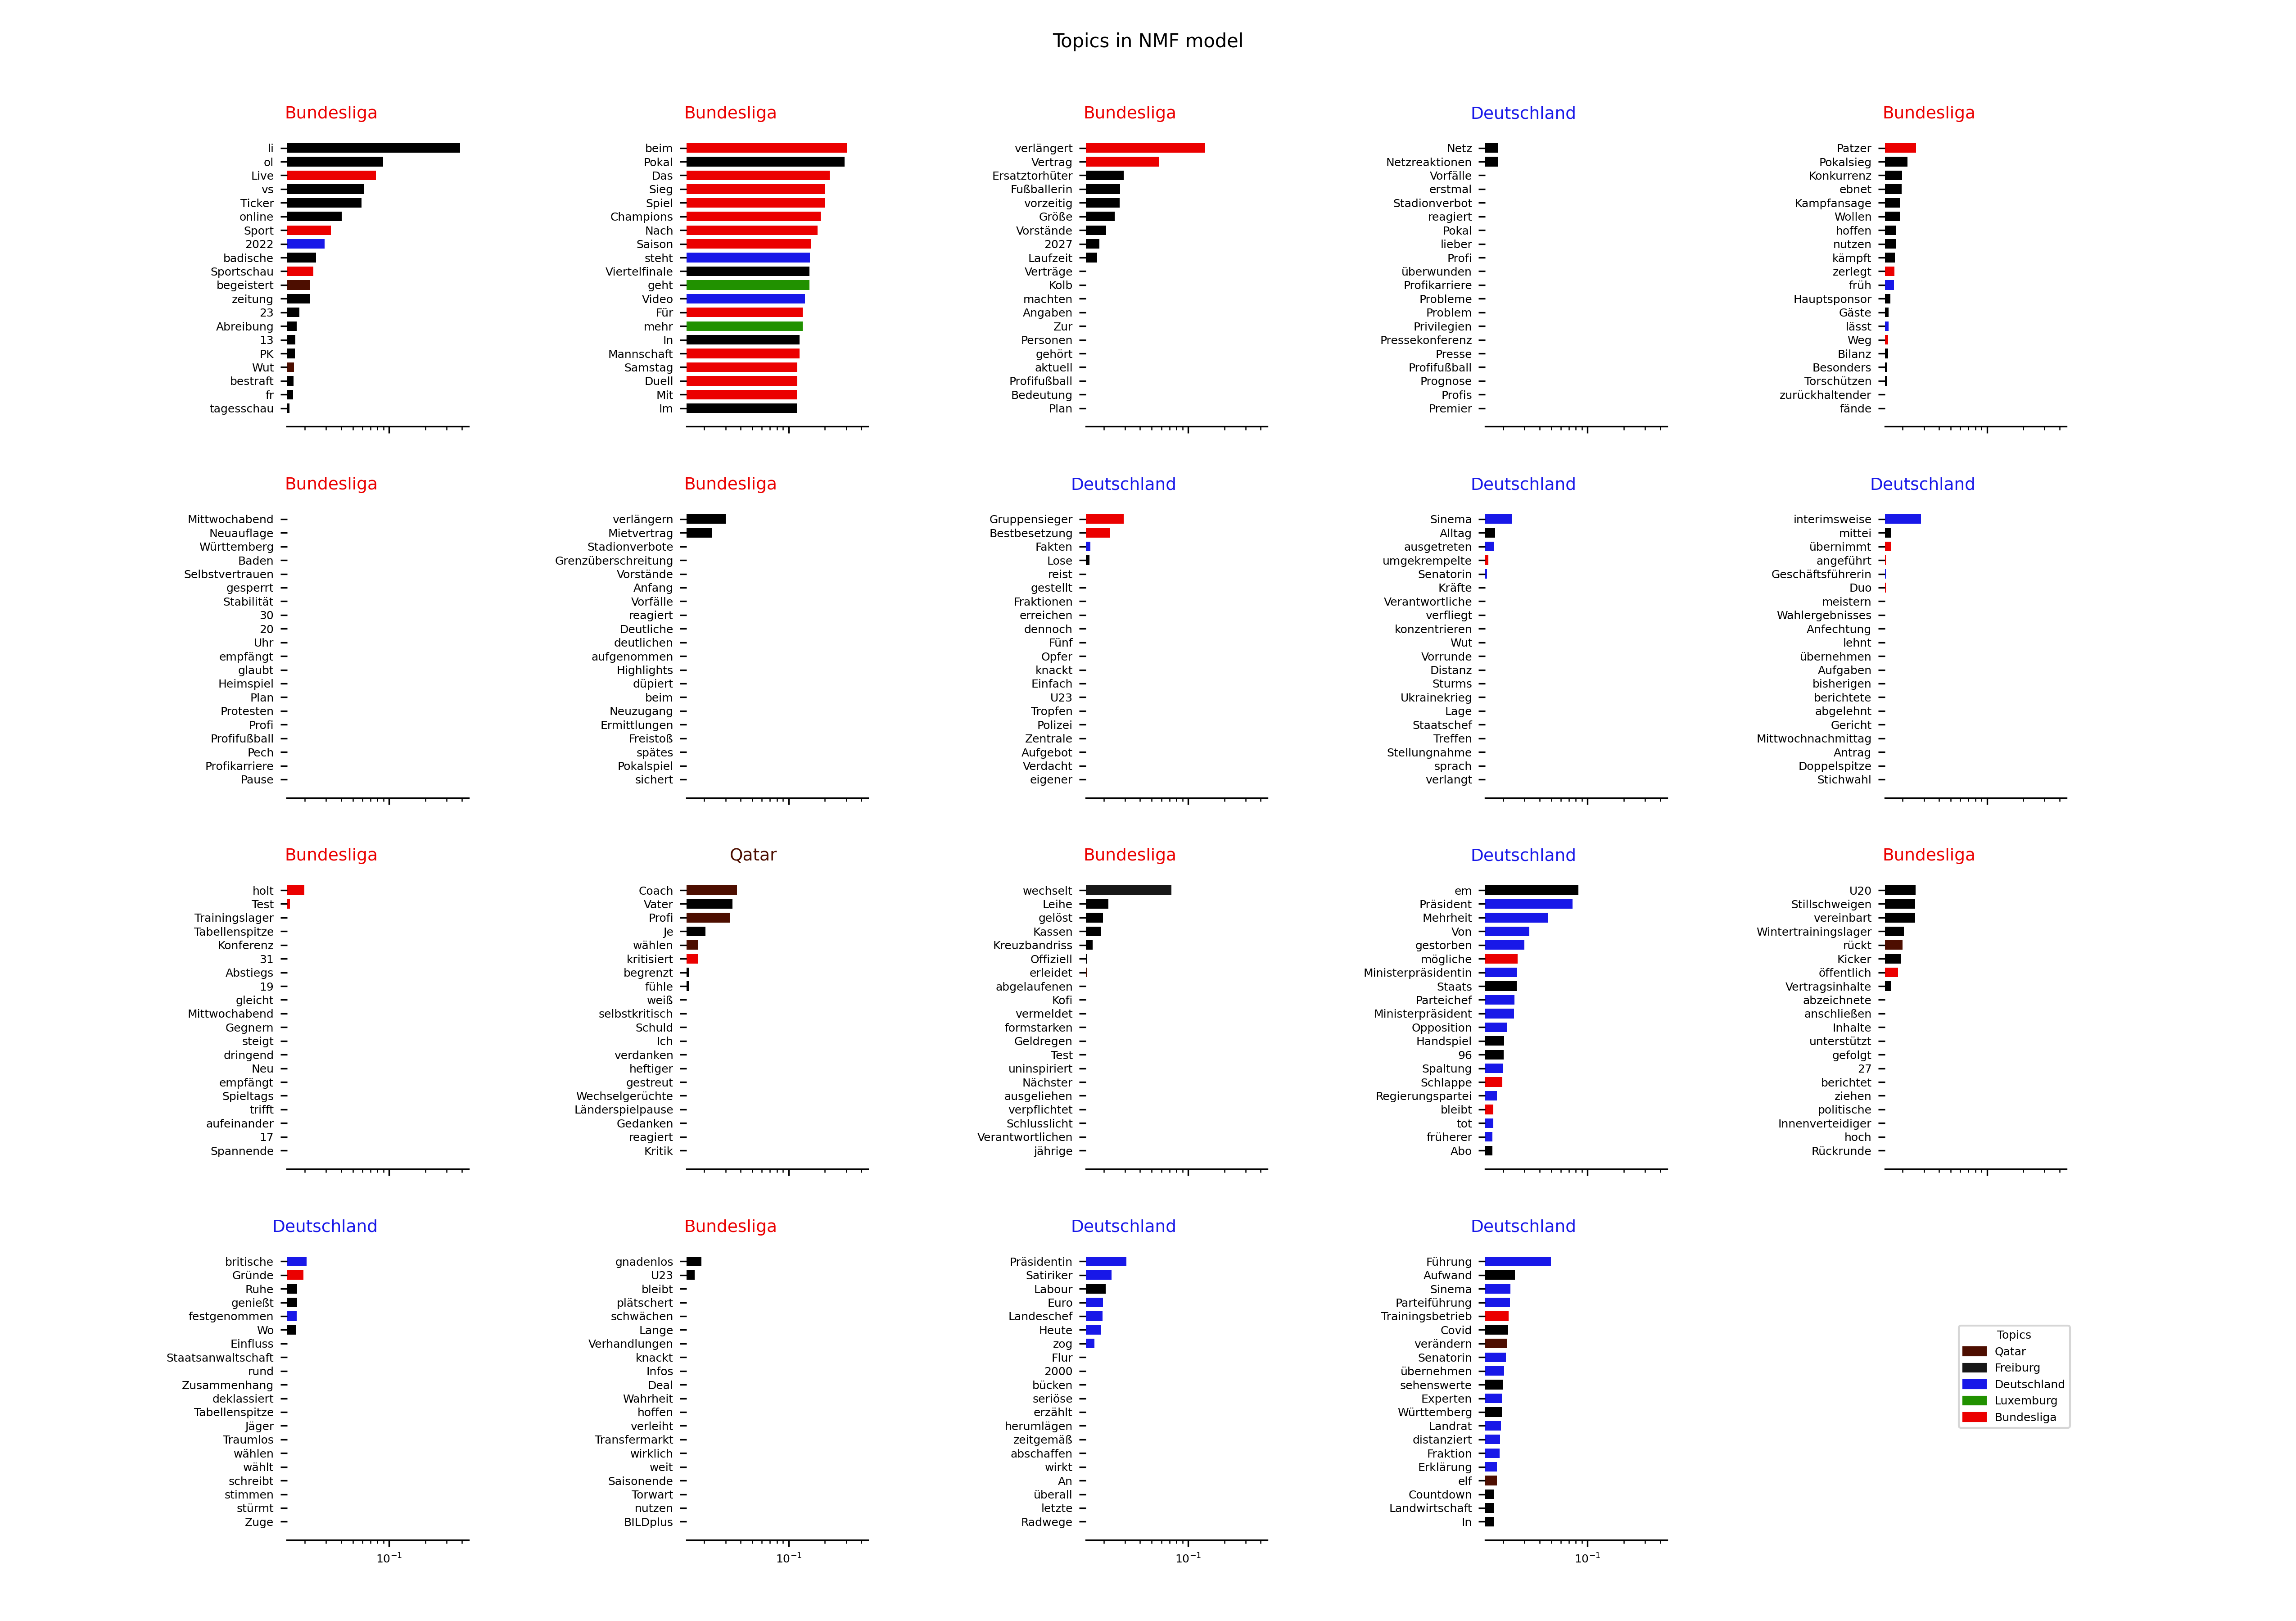 Topics in NMF model
Bundesliga
li
ol
Live
vs
Ticker
online
Sport
2022
badische
Sportschau
begeistert
zeitung
23
Abreibung
13
PK
Wut
bestraft
fr
tagesschau
Bundesliga
beim
Pokal
Das
Sieg
Spiel
Champions
Nach
Saison
steht
Viertelfinale
geht
Video
Für
mehr
In
Mannschaft
Samstag
Duell
Mit
Im
Bundesliga
verlängert
Vertrag
Ersatztorhüter
Fußballerin
vorzeitig
Größe
Vorstände
2027
Laufzeit
Verträge
Kolb
machten
Angaben
Zur
Personen
gehört
aktuell
Profifußball
Bedeutung
Plan
Deutschland
Netz
Netzreaktionen
Vorfälle
erstmal
Stadionverbot
reagiert
Pokal
lieber
Profi
überwunden
Profikarriere
Probleme
Problem
Privilegien
Pressekonferenz
Presse
Profifußball
Prognose
Profis
Premier
Bundesliga
Patzer
Pokalsieg
Konkurrenz
ebnet
Kampfansage
Wollen
hoffen
nutzen
kämpft
zerlegt
früh
Hauptsponsor
Gäste
lässt
Weg
Bilanz
Besonders
Torschützen
zurückhaltender
fände
Bundesliga
Mittwochabend
Neuauflage
Württemberg
Baden
Selbstvertrauen
gesperrt
Stabilität
30
20
Uhr
empfängt
glaubt
Heimspiel
Plan
Protesten
Profi
Profifußball
Pech
Profikarriere
Pause
Bundesliga
verlängern
Mietvertrag
Stadionverbote
Grenzüberschreitung
Vorstände
Anfang
Vorfälle
reagiert
Deutliche
deutlichen
aufgenommen
Highlights
düpiert
beim
Neuzugang
Ermittlungen
Freistoß
spätes
Pokalspiel
sichert
Deutschland
Gruppensieger
Bestbesetzung
Fakten
Lose
reist
gestellt
Fraktionen
erreichen
dennoch
Fünf
Opfer
knackt
Einfach
U23
Tropfen
Polizei
Zentrale
Aufgebot
Verdacht
eigener
Deutschland
Sinema
Alltag
ausgetreten
umgekrempelte
Senatorin
Kräfte
Verantwortliche
verfliegt
konzentrieren
Wut
Vorrunde
Distanz
Sturms
Ukrainekrieg
Lage
Staatschef
Treffen
Stellungnahme
sprach
verlangt
Deutschland
interimsweise
mittei
übernimmt
angeführt
Geschäftsführerin
Duo
meistern
Wahlergebnisses
Anfechtung
lehnt
übernehmen
Aufgaben
bisherigen
berichtete
abgelehnt
Gericht
Mittwochnachmittag
Antrag
Doppelspitze
Stichwahl
Bundesliga
holt
Test
Trainingslager
Tabellenspitze
Konferenz
31
Abstiegs
19
gleicht
Mittwochabend
Gegnern
steigt
dringend
Neu
empfängt
Spieltags
trifft
aufeinander
17
Spannende
Qatar
Coach
Vater
Profi
Je
wählen
kritisiert
begrenzt
fühle
weiß
selbstkritisch
Schuld
Ich
verdanken
heftiger
gestreut
Wechselgerüchte
Länderspielpause
Gedanken
reagiert
Kritik
Bundesliga
wechselt
Leihe
gelöst
Kassen
Kreuzbandriss
Offiziell
erleidet
abgelaufenen
Kofi
vermeldet
formstarken
Geldregen
Test
uninspiriert
Nächster
ausgeliehen
verpflichtet
Schlusslicht
Verantwortlichen
jährige
Deutschland
em
Präsident
Mehrheit
Von
gestorben
mögliche
Ministerpräsidentin
Staats
Parteichef
Ministerpräsident
Opposition
Handspiel
96
Spaltung
Schlappe
Regierungspartei
bleibt
tot
früherer
Abo
Bundesliga
U20
Stillschweigen
vereinbart
Wintertrainingslager
rückt
Kicker
öffentlich
Vertragsinhalte
abzeichnete
anschließen
Inhalte
unterstützt
gefolgt
27
berichtet
ziehen
politische
Innenverteidiger
hoch
Rückrunde
Deutschland
britische
Gründe
Ruhe
genießt
festgenommen
Wo
Einfluss
Staatsanwaltschaft
rund
Zusammenhang
deklassiert
Tabellenspitze
Jäger
Traumlos
wählen
wählt
schreibt
stimmen
stürmt
Zuge
10⁻¹
Bundesliga
gnadenlos
U23
bleibt
plätschert
schwächen
Lange
Verhandlungen
knackt
Infos
Deal
Wahrheit
hoffen
verleiht
Transfermarkt
wirklich
weit
Saisonende
Torwart
nutzen
BILDplus
10⁻¹
Deutschland
Präsidentin
Satiriker
Labour
Euro
Landeschef
Heute
zog
Flur
2000
bücken
seriöse
erzählt
herumlägen
zeitgemäß
abschaffen
wirkt
An
überall
letzte
Radwege
10⁻¹
Deutschland
Führung
Aufwand
Sinema
Parteiführung
Trainingsbetrieb
Covid
verändern
Senatorin
übernehmen
sehenswerte
Experten
Württemberg
Landrat
distanziert
Fraktion
Erklärung
elf
Countdown
Landwirtschaft
In
10⁻¹
Topics
Qatar
Freiburg
Deutschland
Luxemburg
Bundesliga